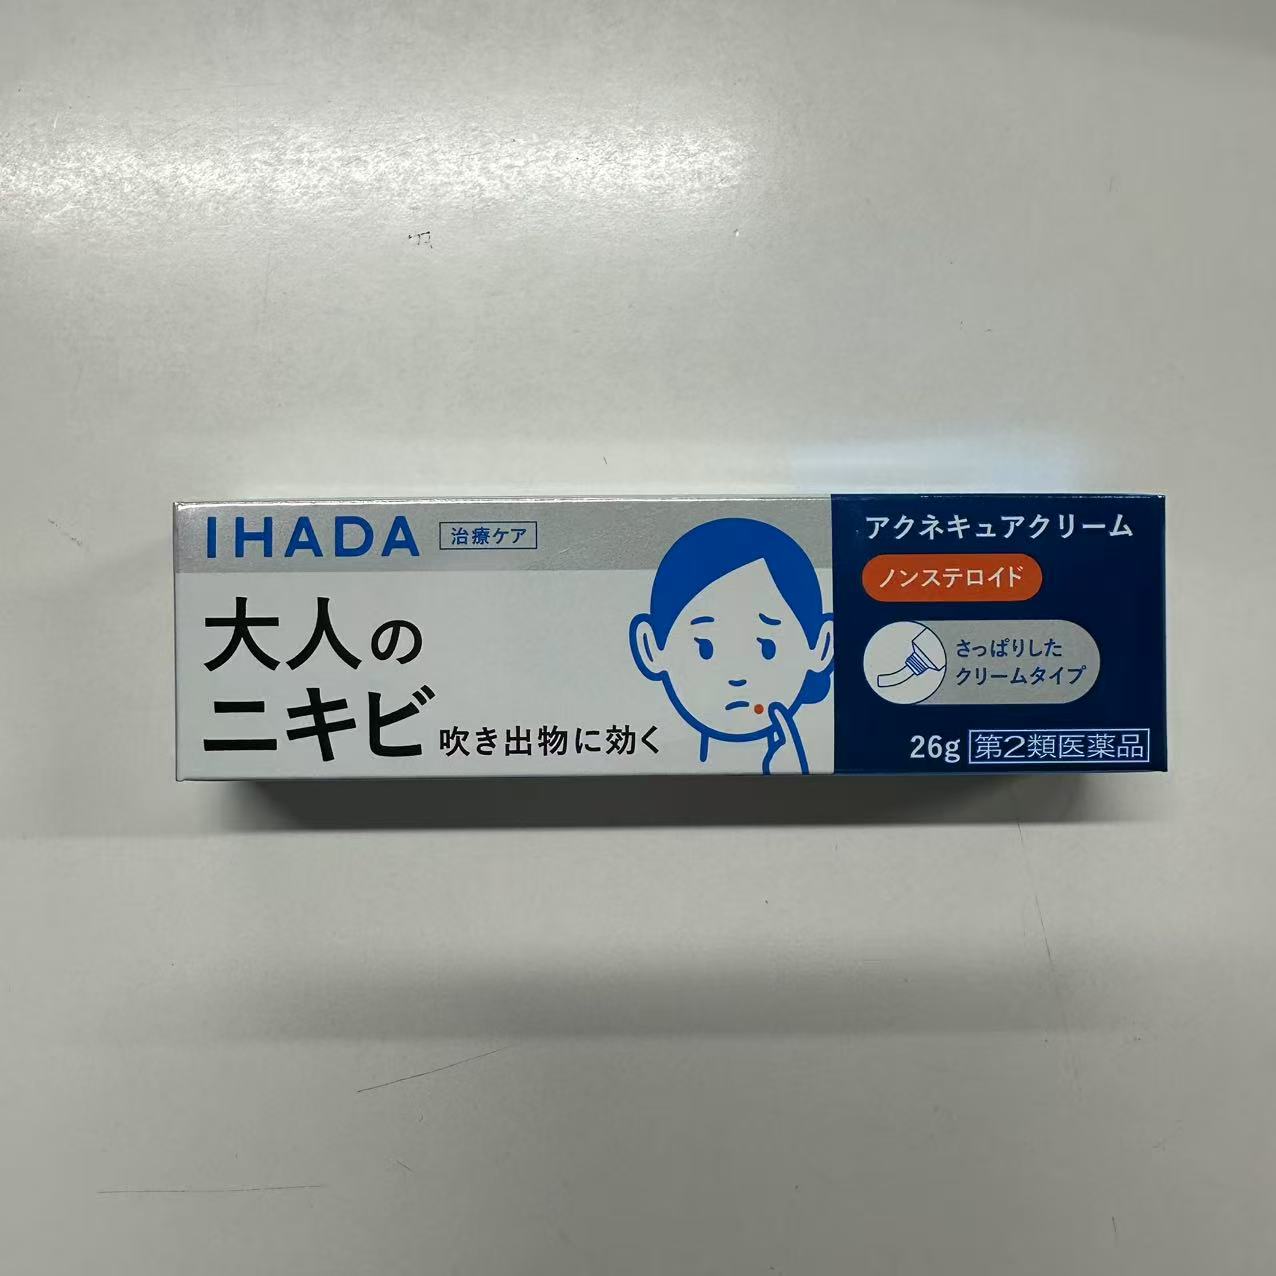 IHADA 治療ケア
大人の
ニキビ 吹き出物に効く
アクネキュアクリーム
ノンステロイド
さっぱりした
クリームタイプ
26g 第2類医薬品